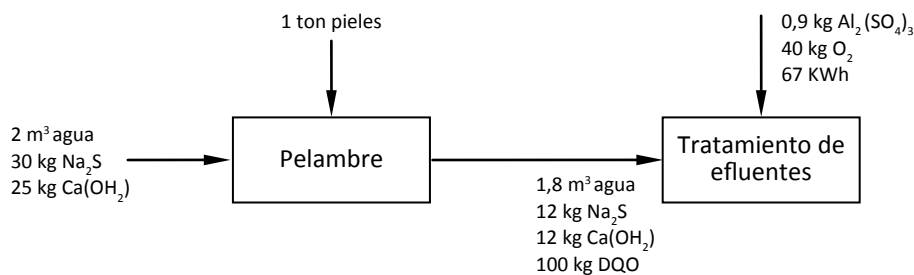 1 ton pieles
0,9 kg Al₂(SO₄)₃
40 kg O₂
67 KWh
2 m³ agua
30 kg Na₂S
25 kg Ca(OH₂)
Pelambre
Tratamiento de
efluentes
1,8 m³ agua
12 kg Na₂S
12 kg Ca(OH₂)
100 kg DQO